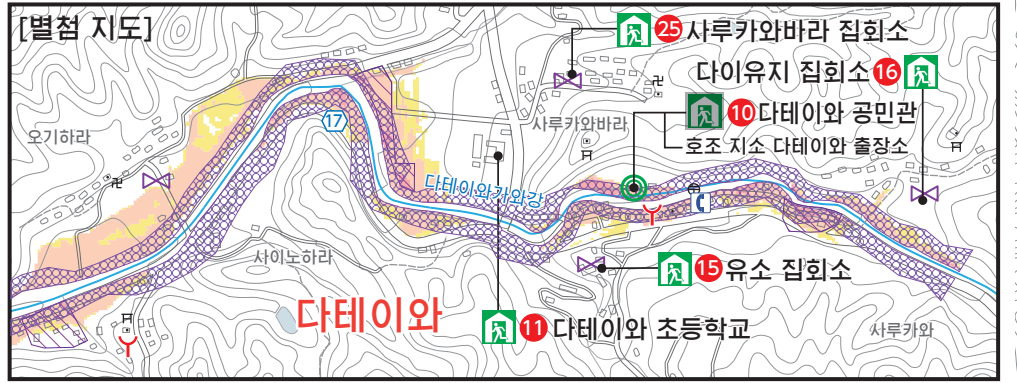 [별첨 지도]
25 사루카와바라 집회소
다이유지 집회소 16
10 다테이와 공민관
호조 지소 다테이와 출장소
17
오기하라
사루카와바라
다테이와가와강
사이노하라
15 유소 집회소
다테이와
11 다테이와 초등학교
사루카와